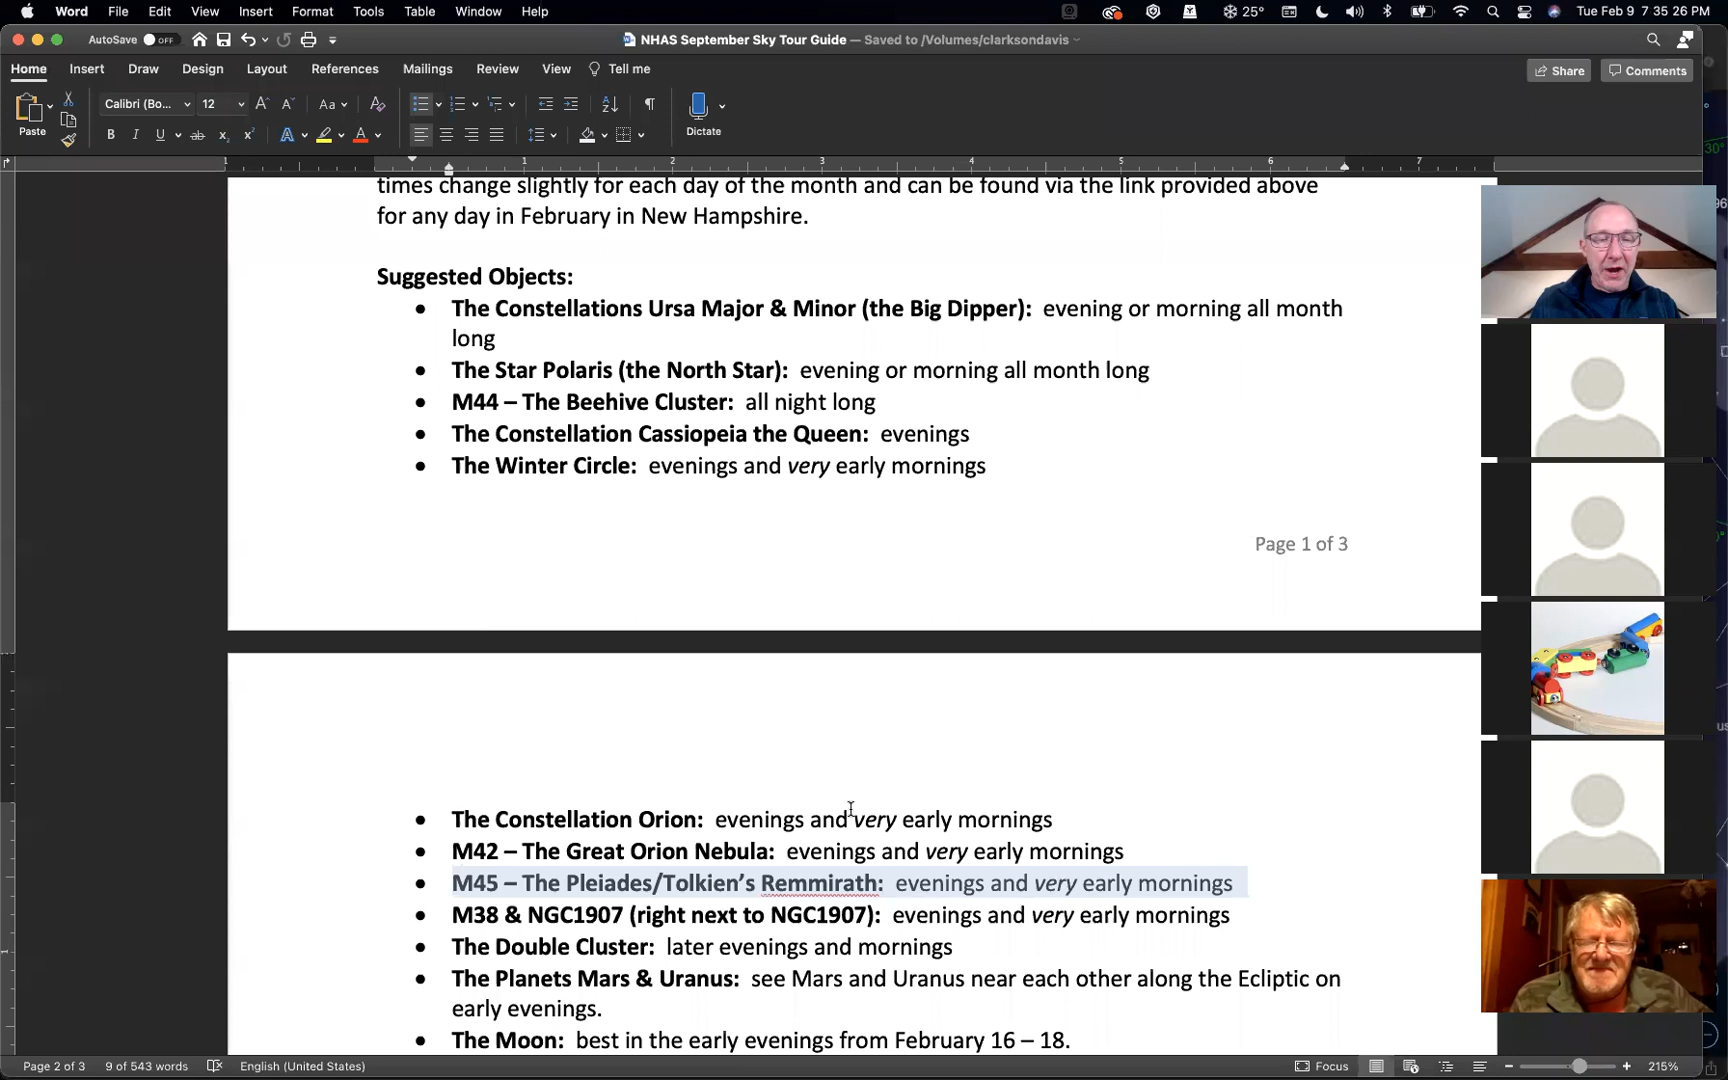 Word File Edit View Insert Format Tools Table Window Help 25° Tue Feb 9 7 35 26 PM
AutoSave OFF NHAS September Sky Tour Guide — Saved to /Volumes/clarksondavis
Home Insert Draw Design Layout References Mailings Review View Tell me Share Comments
Calibri (Bo... 12
Paste Dictate
1 1 2 3 4 5 6 7
times change slightly for each day of the month and can be found via the link provided above
for any day in February in New Hampshire.
Suggested Objects:
• The Constellations Ursa Major & Minor (the Big Dipper): evening or morning all month
long
• The Star Polaris (the North Star): evening or morning all month long
• M44 – The Beehive Cluster: all night long
• The Constellation Cassiopeia the Queen: evenings
• The Winter Circle: evenings and very early mornings
Page 1 of 3
• The Constellation Orion: evenings and very early mornings
• M42 – The Great Orion Nebula: evenings and very early mornings
• M45 – The Pleiades/Tolkien’s Remmirath: evenings and very early mornings
• M38 & NGC1907 (right next to NGC1907): evenings and very early mornings
• The Double Cluster: later evenings and mornings
• The Planets Mars & Uranus: see Mars and Uranus near each other along the Ecliptic on
early evenings.
• The Moon: best in the early evenings from February 16 – 18.
Page 2 of 3 9 of 543 words English (United States) Focus 215%